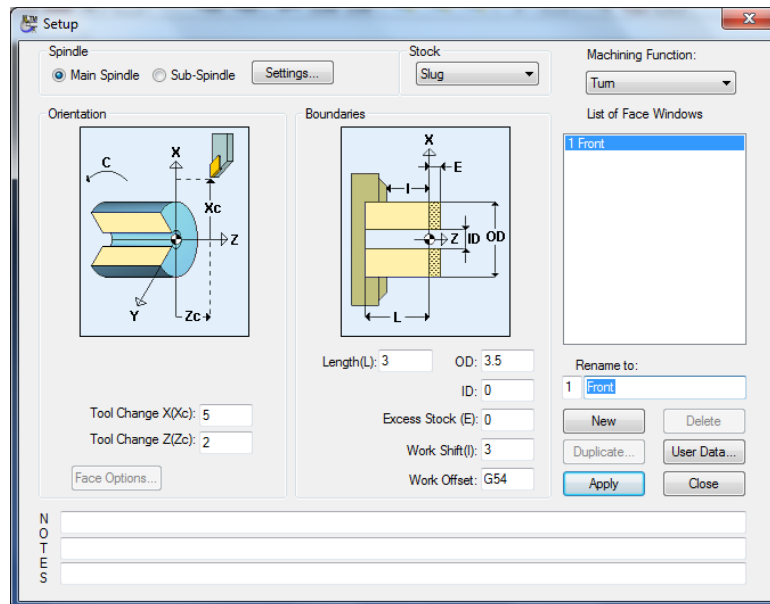 Setup
Spindle
Main Spindle
Sub-Spindle
Settings...
Stock
Slug
Machining Function:
Turn
Orientation
C
X
Xc
Z
Y
Zc
Boundaries
X
E
I
Z
ID
OD
L
List of Face Windows
1 Front
Length(L): 3
OD: 3.5
ID: 0
Excess Stock (E): 0
Work Shift(I): 3
Work Offset: G54
Tool Change X(Xc): 5
Tool Change Z(Zc): 2
Face Options...
Rename to:
1 Front
New
Delete
Duplicate...
User Data...
Apply
Close
NOTES